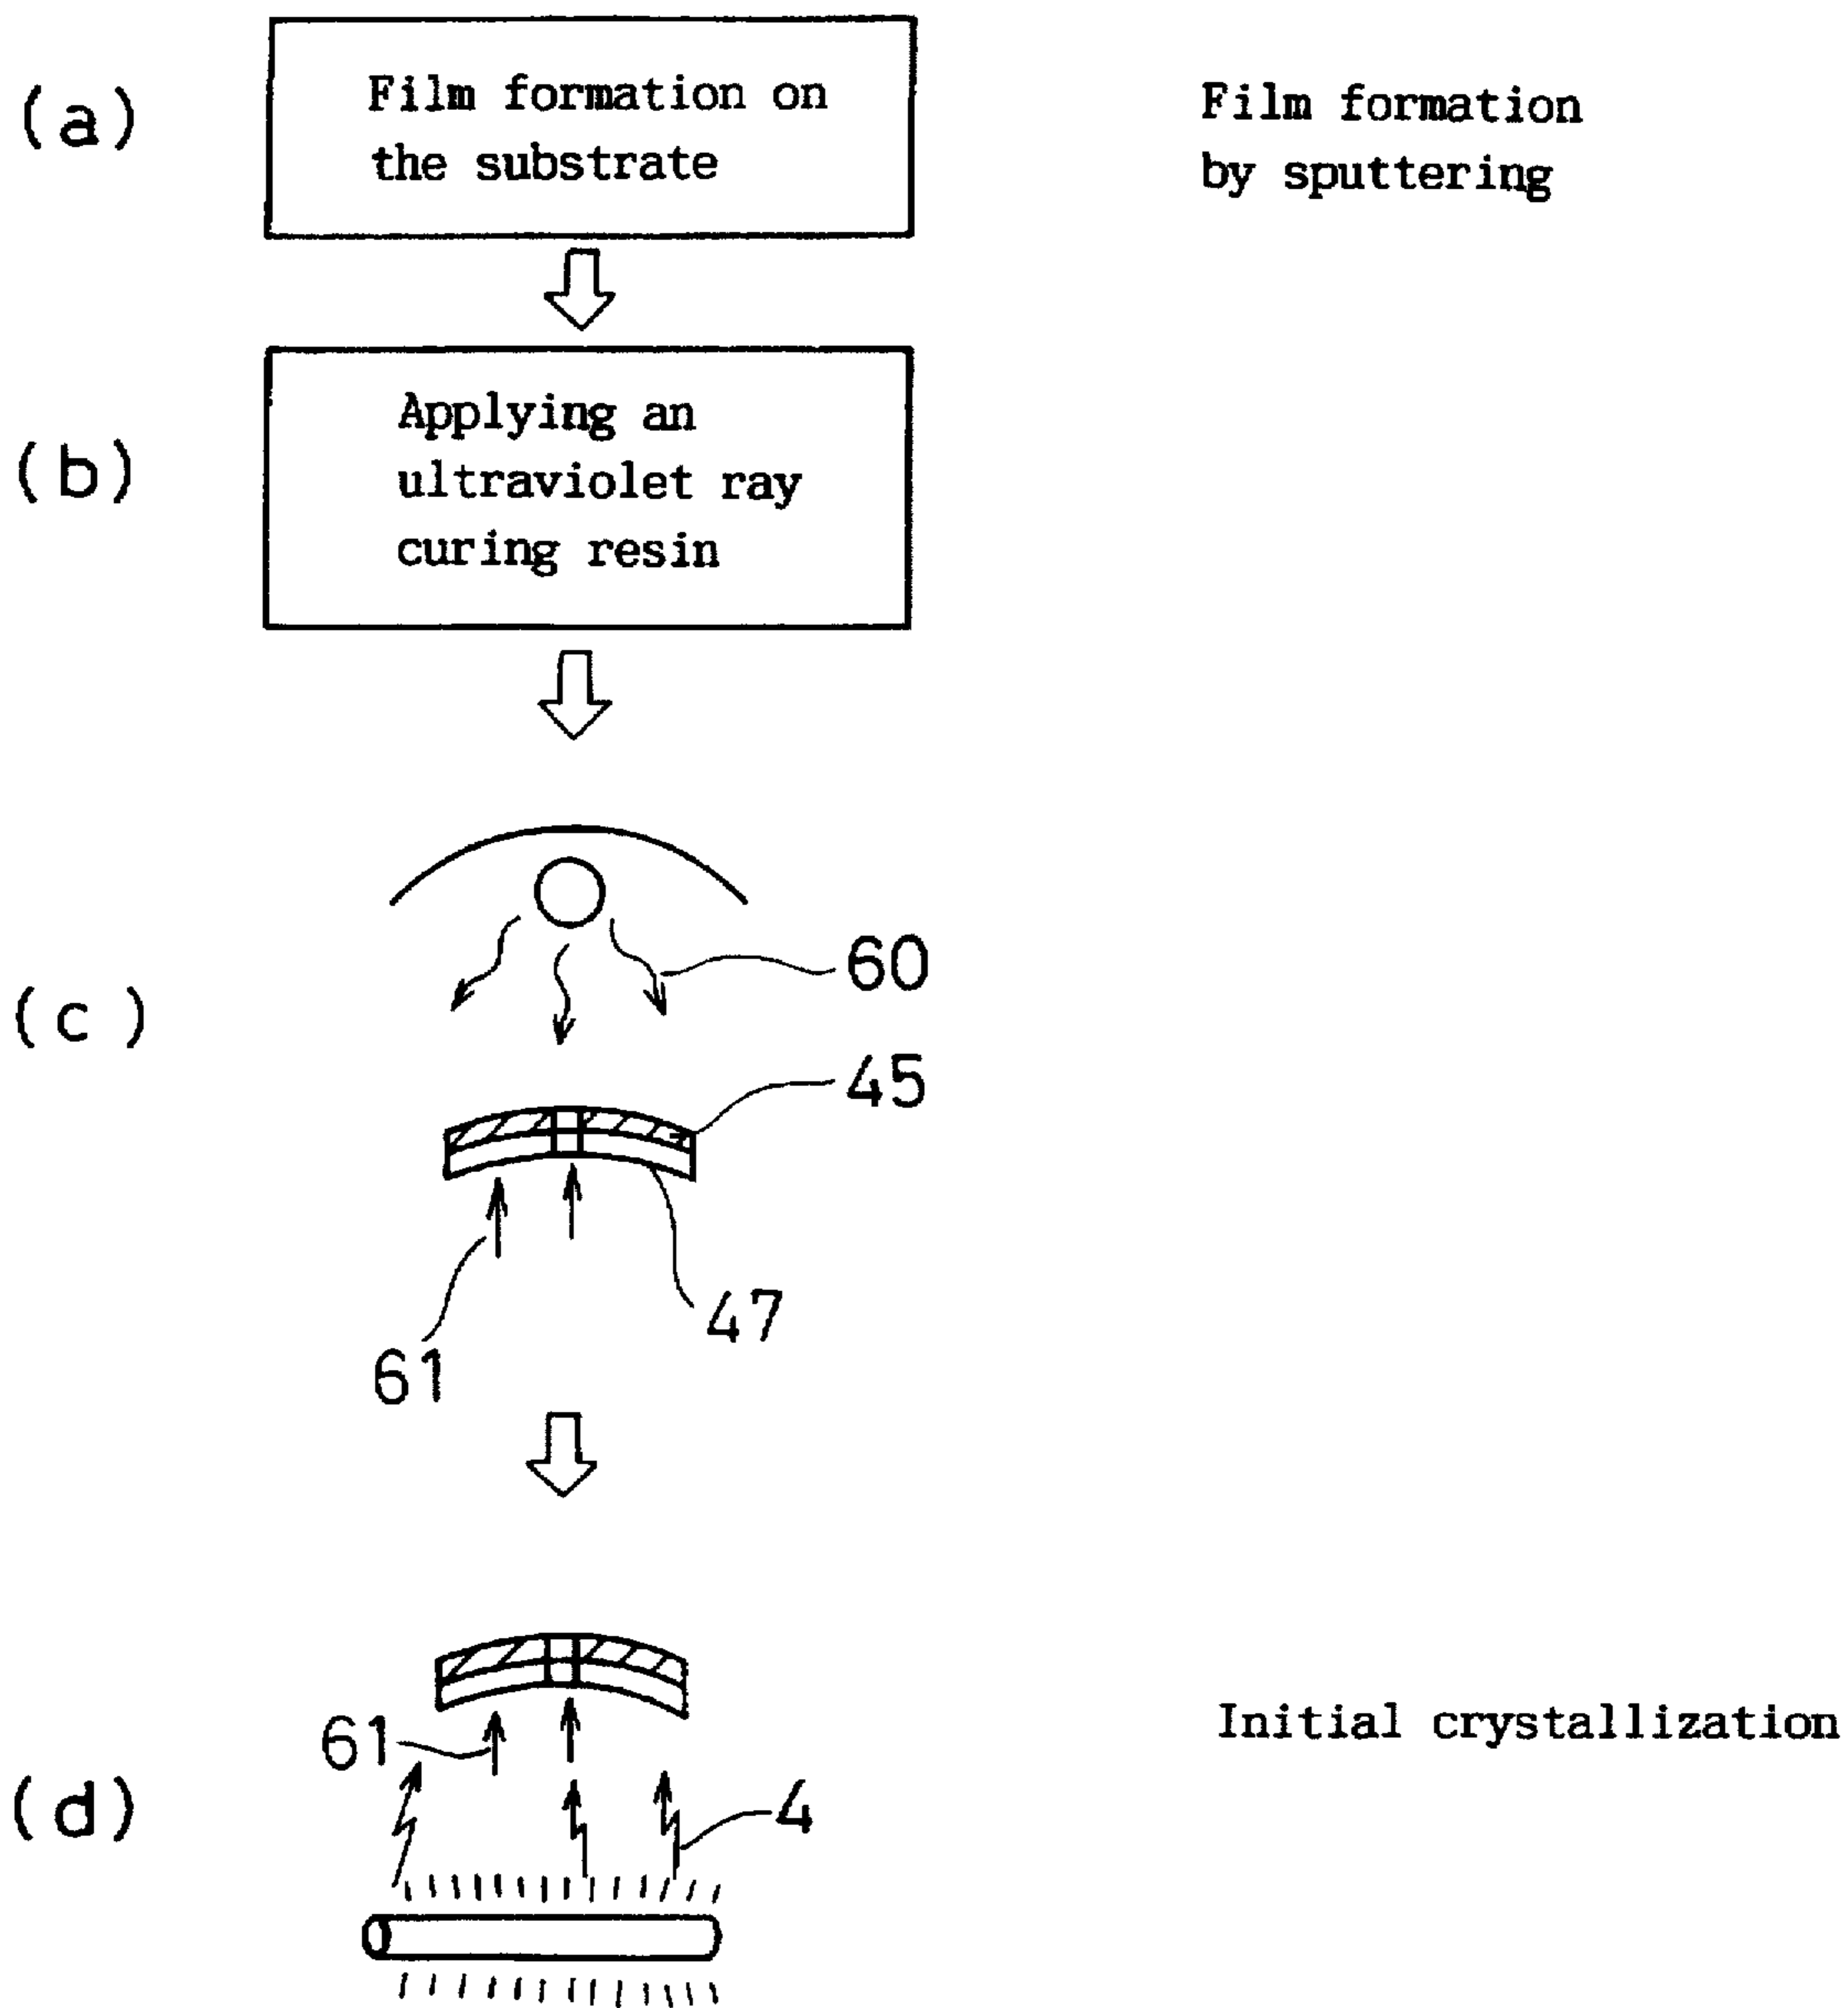 (a)
Film formation on
the substrate
Film formation
by sputtering
(b)
Applying an
ultraviolet ray
curing resin
(c)
60
45
47
61
(d)
61
Initial crystallization
4